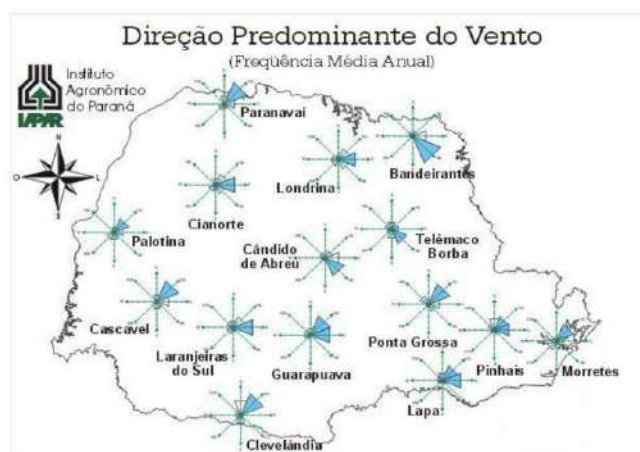 Direção Predominante do Vento
(Freqüência Média Anual)
Instituto
Agronômico
do Paraná
IAPAR
N
O
L
S
Paranavaí
Londrina
Bandeirantes
Cianorte
Palotina
Cândido
de Abreu
Telêmaco
Borba
Cascavel
Laranjeiras
do Sul
Guarapuava
Ponta Grossa
Pinhais
Morretes
Lapa
Clevelândia